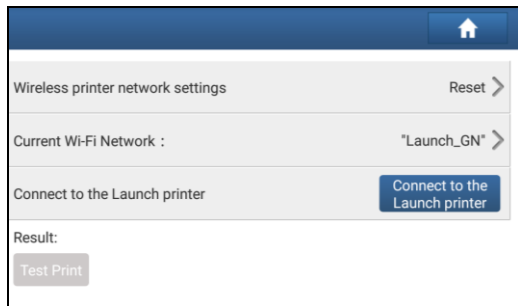 Wireless printer network settings Reset
Current Wi-Fi Network： "Launch_GN"
Connect to the Launch printer
Connect to the
Launch printer
Result:
Test Print